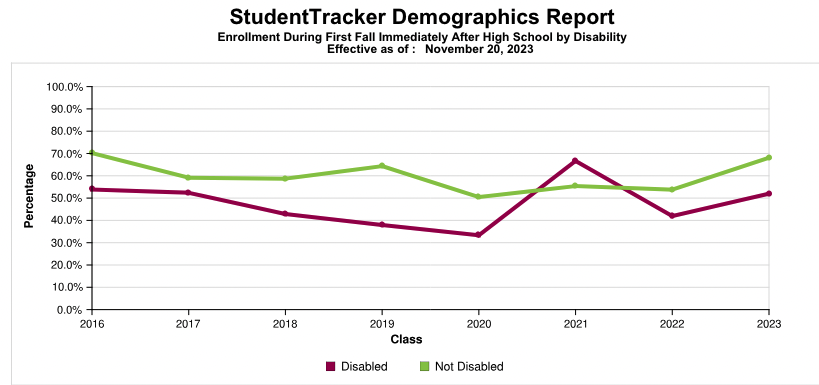 StudentTracker Demographics Report
Enrollment During First Fall Immediately After High School by Disability
Effective as of : November 20, 2023
100.0%
90.0%
80.0%
70.0%
60.0%
50.0%
40.0%
30.0%
20.0%
10.0%
0.0%
Percentage
2016 2017 2018 2019 2020 2021 2022 2023
Class
Disabled Not Disabled